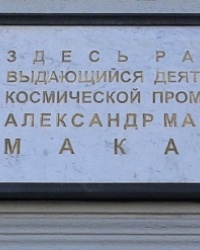 ЗДЕСЬ РА
ВЫДАЮЩИЙСЯ ДЕЯТ
КОСМИЧЕСКОЙ ПРОМ
АЛЕКСАНДР МА
МАКА